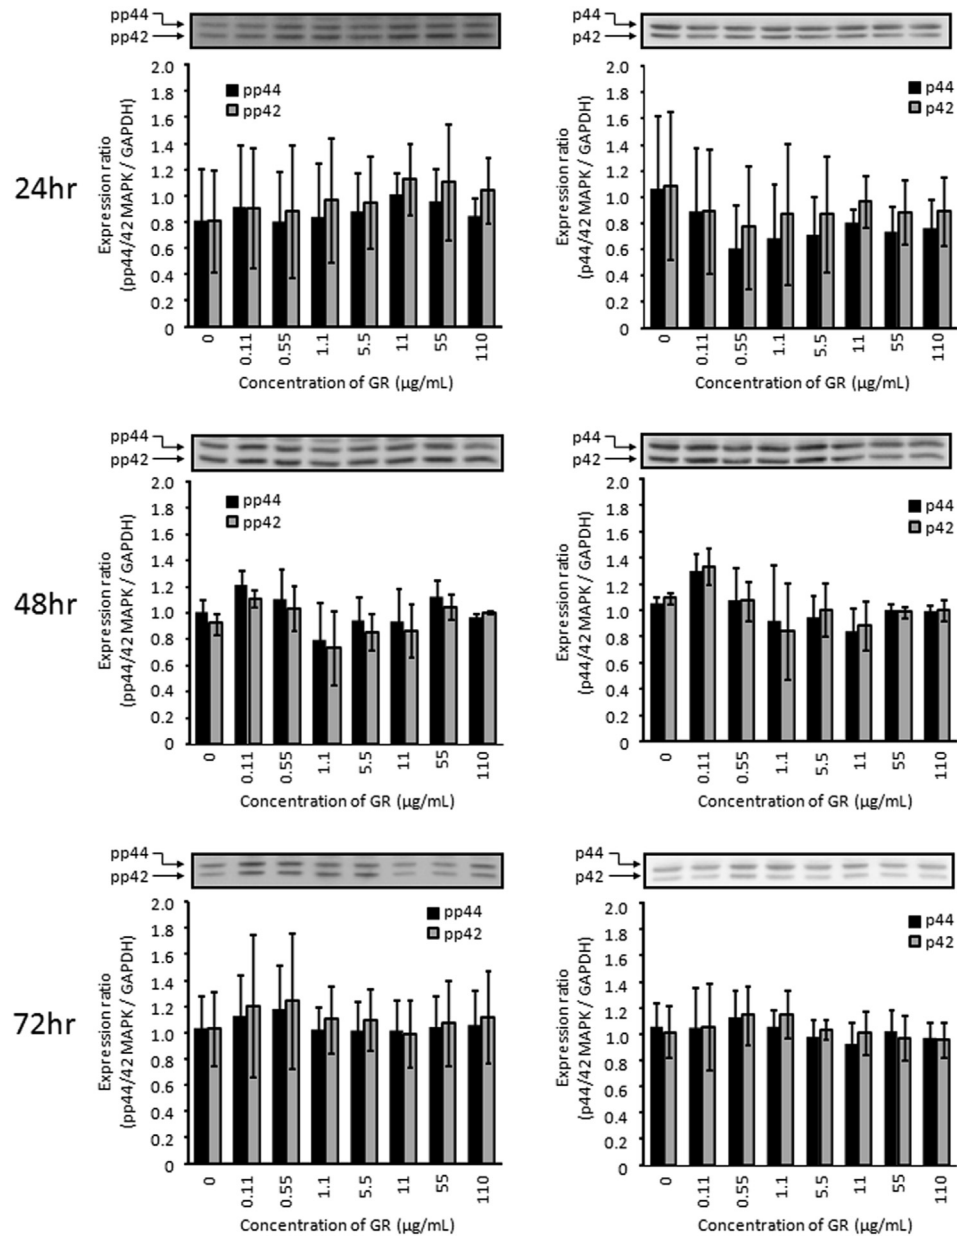 24hr
pp44
pp42
Expression ratio
(pp44/42 MAPK / GAPDH)
2.0
1.8
1.6
1.4
1.2
1.0
0.8
0.6
0.4
0.2
0
pp44
pp42
0
0.11
0.55
1.1
5.5
11
55
110
Concentration of GR (µg/mL)
p44
p42
Expression ratio
(p44/42 MAPK / GAPDH)
2.0
1.8
1.6
1.4
1.2
1.0
0.8
0.6
0.4
0.2
0
p44
p42
0
0.11
0.55
1.1
5.5
11
55
110
Concentration of GR (µg/mL)
48hr
pp44
pp42
Expression ratio
(pp44/42 MAPK / GAPDH)
2.0
1.8
1.6
1.4
1.2
1.0
0.8
0.6
0.4
0.2
0
pp44
pp42
0
0.11
0.55
1.1
5.5
11
55
110
Concentration of GR (µg/mL)
p44
p42
Expression ratio
(p44/42 MAPK / GAPDH)
2.0
1.8
1.6
1.4
1.2
1.0
0.8
0.6
0.4
0.2
0
p44
p42
0
0.11
0.55
1.1
5.5
11
55
110
Concentration of GR (µg/mL)
72hr
pp44
pp42
Expression ratio
(pp44/42 MAPK / GAPDH)
2.0
1.8
1.6
1.4
1.2
1.0
0.8
0.6
0.4
0.2
0
pp44
pp42
0
0.11
0.55
1.1
5.5
11
55
110
Concentration of GR (µg/mL)
p44
p42
Expression ratio
(p44/42 MAPK / GAPDH)
2.0
1.8
1.6
1.4
1.2
1.0
0.8
0.6
0.4
0.2
0
p44
p42
0
0.11
0.55
1.1
5.5
11
55
110
Concentration of GR (µg/mL)